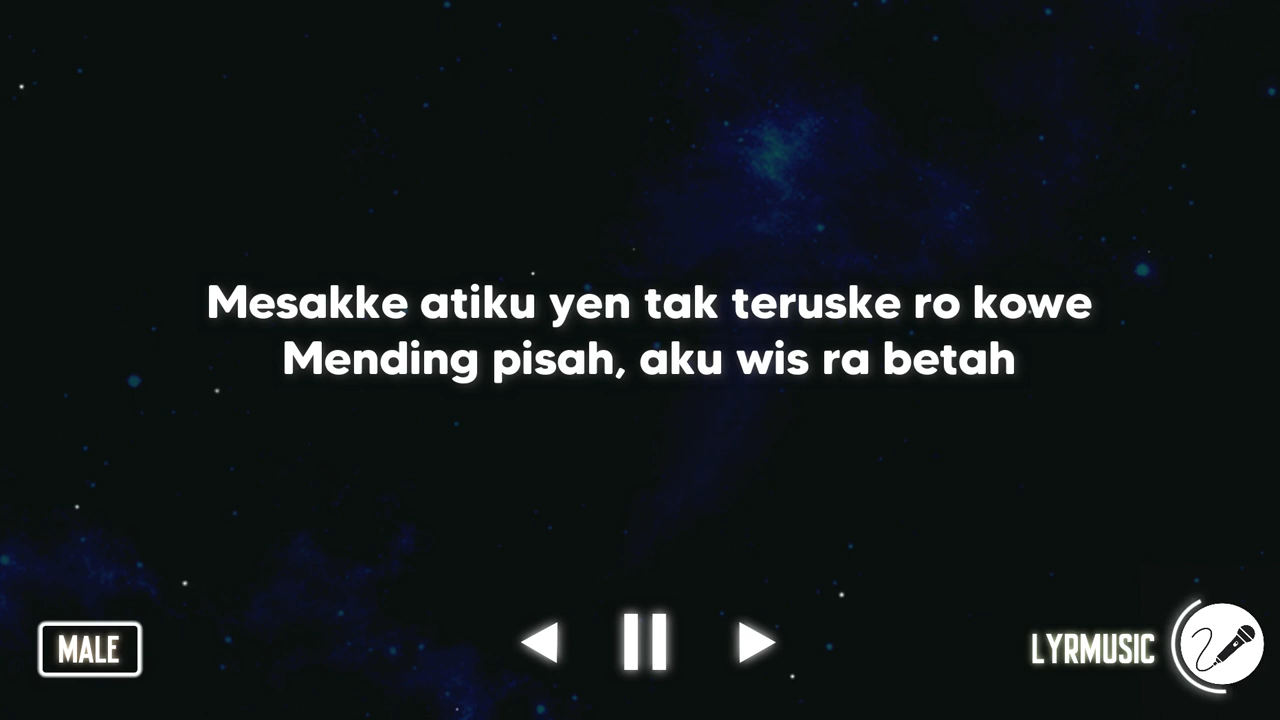 Mesakke atiku yen tak teruske ro kowe
Mending pisah, aku wis ra betah
MALE
LYRMUSIC